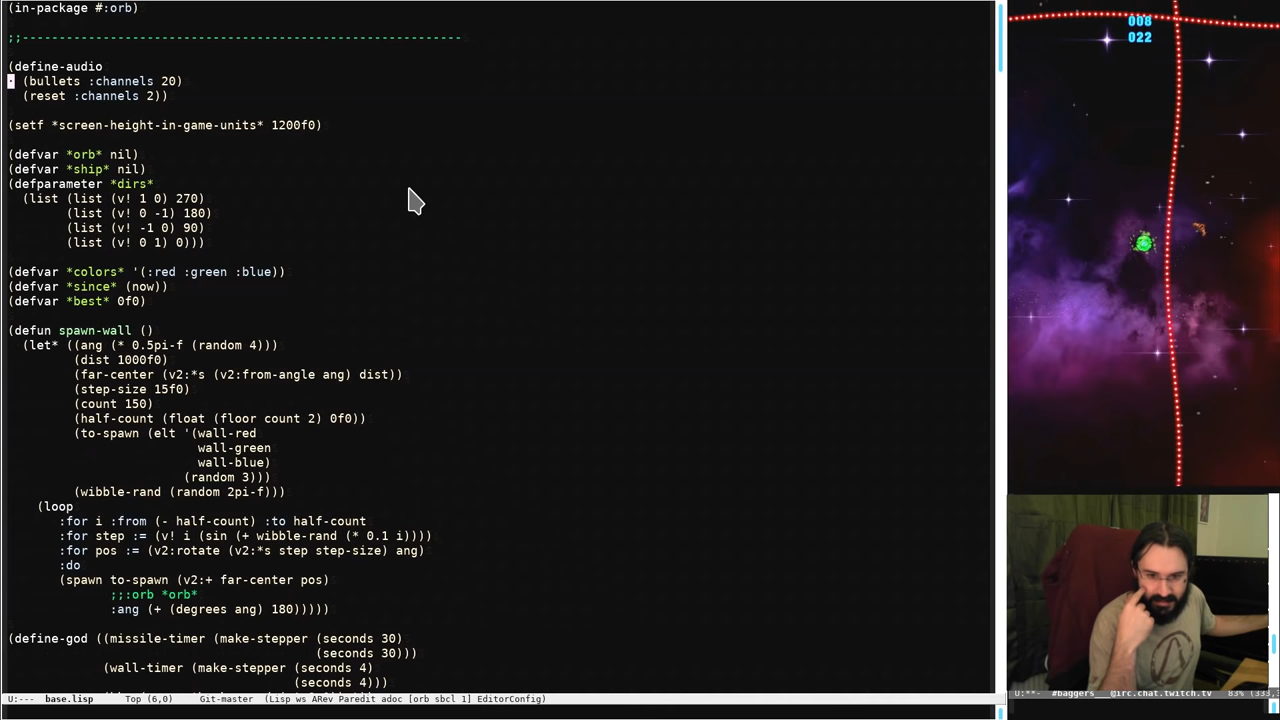 (in-package #:orb)
;;------------------------------------------------------------
(define-audio
(bullets :channels 20)
(reset :channels 2))
(setf *screen-height-in-game-units* 1200f0)
(defvar *orb* nil)
(defvar *ship* nil)
(defparameter *dirs*
(list (list (v! 1 0) 270)
(list (v! 0 -1) 180)
(list (v! -1 0) 90)
(list (v! 0 1) 0)))
(defvar *colors* '(:red :green :blue))
(defvar *since* (now))
(defvar *best* 0f0)
(defun spawn-wall ()
(let* ((ang (* 0.5pi-f (random 4)))
(dist 1000f0)
(far-center (v2:*s (v2:from-angle ang) dist))
(step-size 15f0)
(count 150)
(half-count (float (floor count 2) 0f0))
(to-spawn (elt '(wall-red
wall-green
wall-blue)
(random 3)))
(wibble-rand (random 2pi-f)))
(loop
:for i :from (- half-count) :to half-count
:for step := (v! i (sin (+ wibble-rand (* 0.1 i))))
:for pos := (v2:rotate (v2:*s step step-size) ang)
:do
(spawn to-spawn (v2:+ far-center pos)
;;:orb *orb*
:ang (+ (degrees ang) 180)))))
(define-god ((missile-timer (make-stepper (seconds 30)
(seconds 30)))
(wall-timer (make-stepper (seconds 4)
(seconds 4)))
U:--- base.lisp Top (6,0) Git-master (Lisp ws ARev Paredit adoc [orb sbcl 1] EditorConfig)
008
022
U:**- #baggers___@irc.chat.twitch.tv 83% (333,